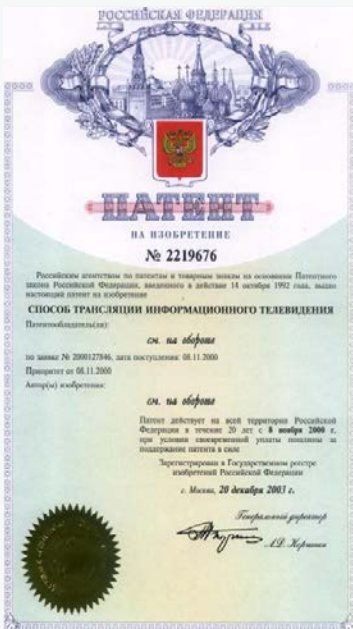 РОССИЙСКАЯ ФЕДЕРАЦИЯ
ПАТЕНТ
НА ИЗОБРЕТЕНИЕ
№ 2219676
Российским агентством по патентам и товарным знакам на основании Патентного
закона Российской Федерации, введенного в действие 14 октября 1992 года, выдан
настоящий патент на изобретение
СПОСОБ ТРАНСЛЯЦИИ ИНФОРМАЦИОННОГО ТЕЛЕВИДЕНИЯ
Патентообладатель(ли):
см. на обороте
по заявке № 2000127846, дата поступления: 08.11.2000
Приоритет от 08.11.2000
Автор(ы) изобретения:
см. на обороте
Патент действует на всей территории Российской
Федерации в течение 20 лет с 8 ноября 2000 г.
при условии своевременной уплаты пошлины за
поддержание патента в силе
Зарегистрирован в Государственном реестре
изобретений Российской Федерации
г. Москва, 20 декабря 2003 г.
Генеральный директор
А.Д. Корчагин